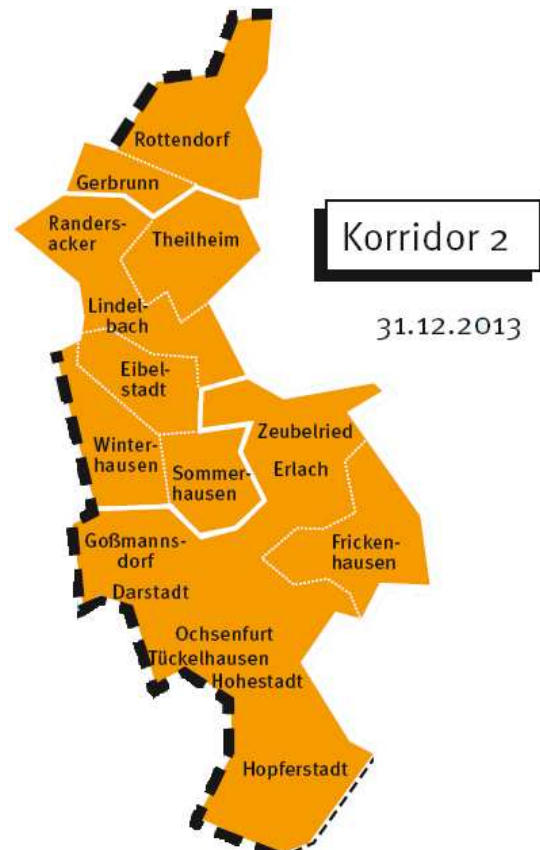 Rottendorf
Gerbrunn
Randers-
acker
Theilheim
Korridor 2
31.12.2013
Lindel-
bach
Eibel-
stadt
Zeubelried
Winter-
hausen
Sommer-
hausen
Erlach
Goßmanns-
dorf
Fricken-
hausen
Darstadt
Ochsenfurt
Tückelhausen
Hohestadt
Hopferstadt